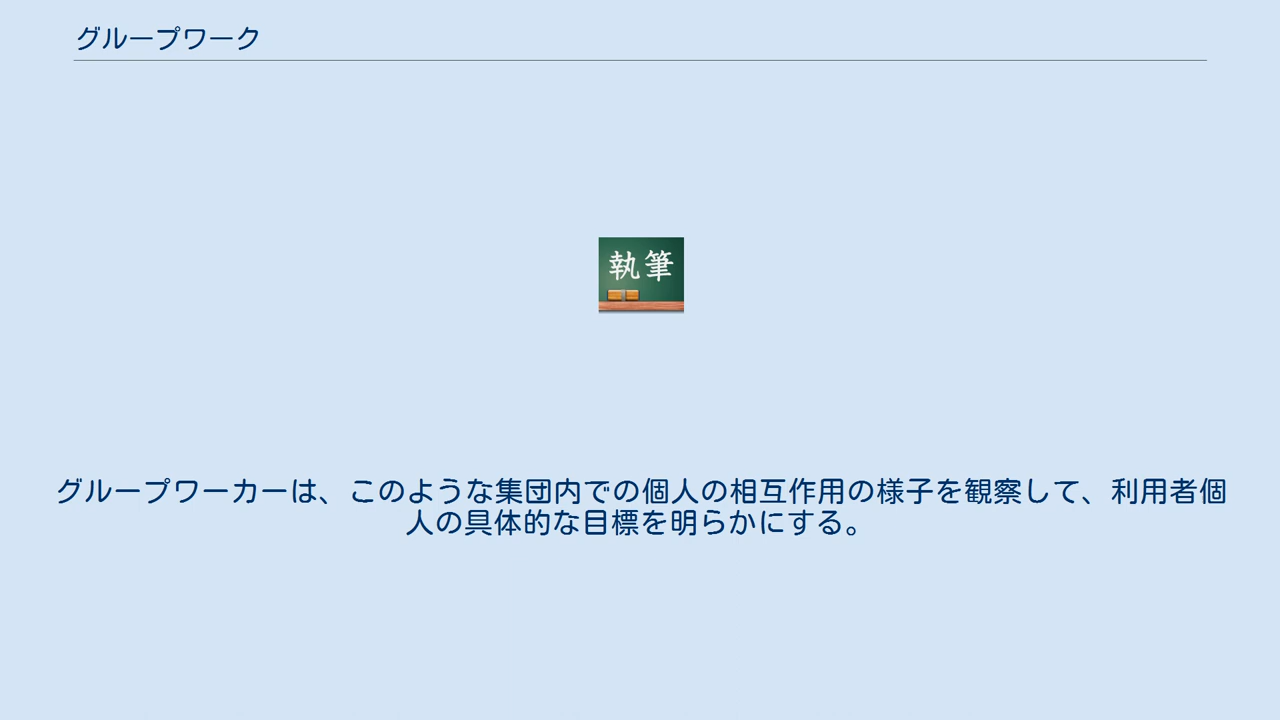 グループワーク
執筆
グループワーカーは、このような集団内での個人の相互作用の様子を観察して、利用者個
人の具体的な目標を明らかにする。